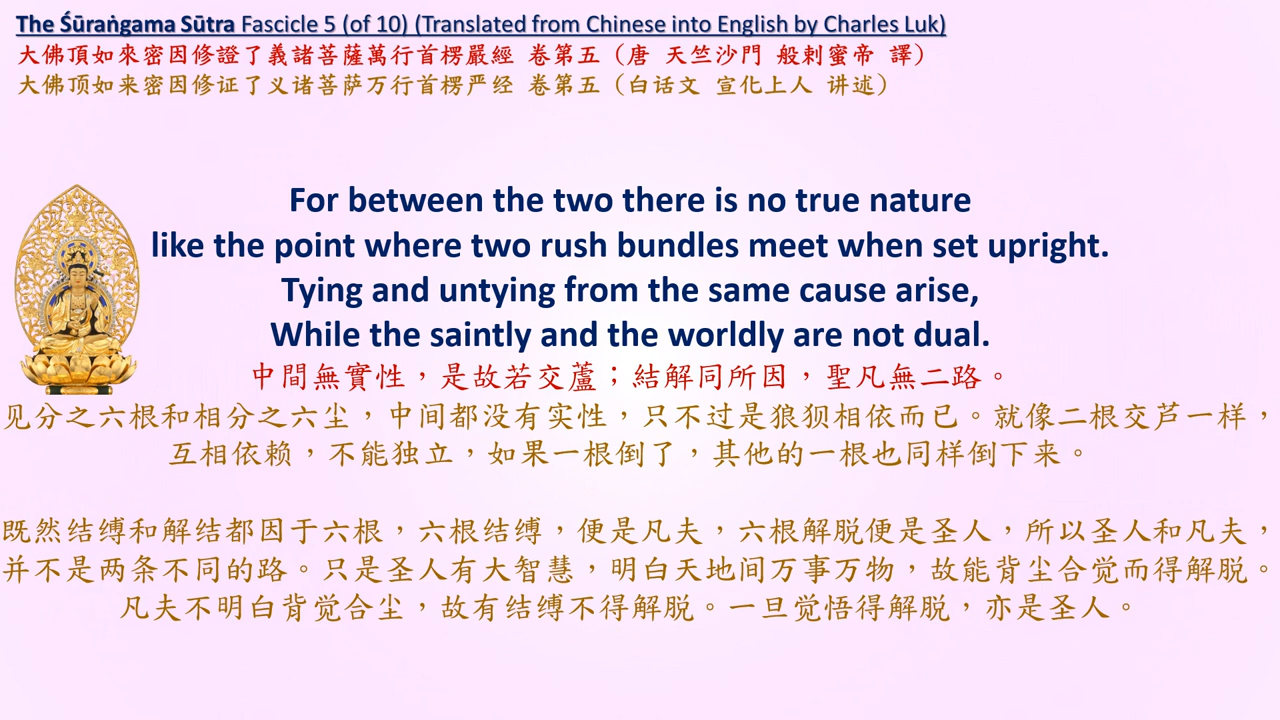 The Śūraṅgama Sūtra Fascicle 5 (of 10) (Translated from Chinese into English by Charles Luk)
大佛頂如來密因修證了義諸菩薩萬行首楞嚴經 卷第五（唐 天竺沙門 般剌蜜帝 譯）
大佛顶如来密因修证了义诸菩萨万行首楞严经 卷第五（白话文 宣化上人 讲述）
For between the two there is no true nature
like the point where two rush bundles meet when set upright.
Tying and untying from the same cause arise,
While the saintly and the worldly are not dual.
中間無實性，是故若交蘆；結解同所因，聖凡無二路。
见分之六根和相分之六尘，中间都没有实性，只不过是狼狈相依而已。就像二根交芦一样，
互相依赖，不能独立，如果一根倒了，其他的一根也同样倒下来。
既然结缚和解结都因于六根，六根结缚，便是凡夫，六根解脱便是圣人，所以圣人和凡夫，
并不是两条不同的路。只是圣人有大智慧，明白天地间万事万物，故能背尘合觉而得解脱。
凡夫不明白背觉合尘，故有结缚不得解脱。一旦觉悟得解脱，亦是圣人。